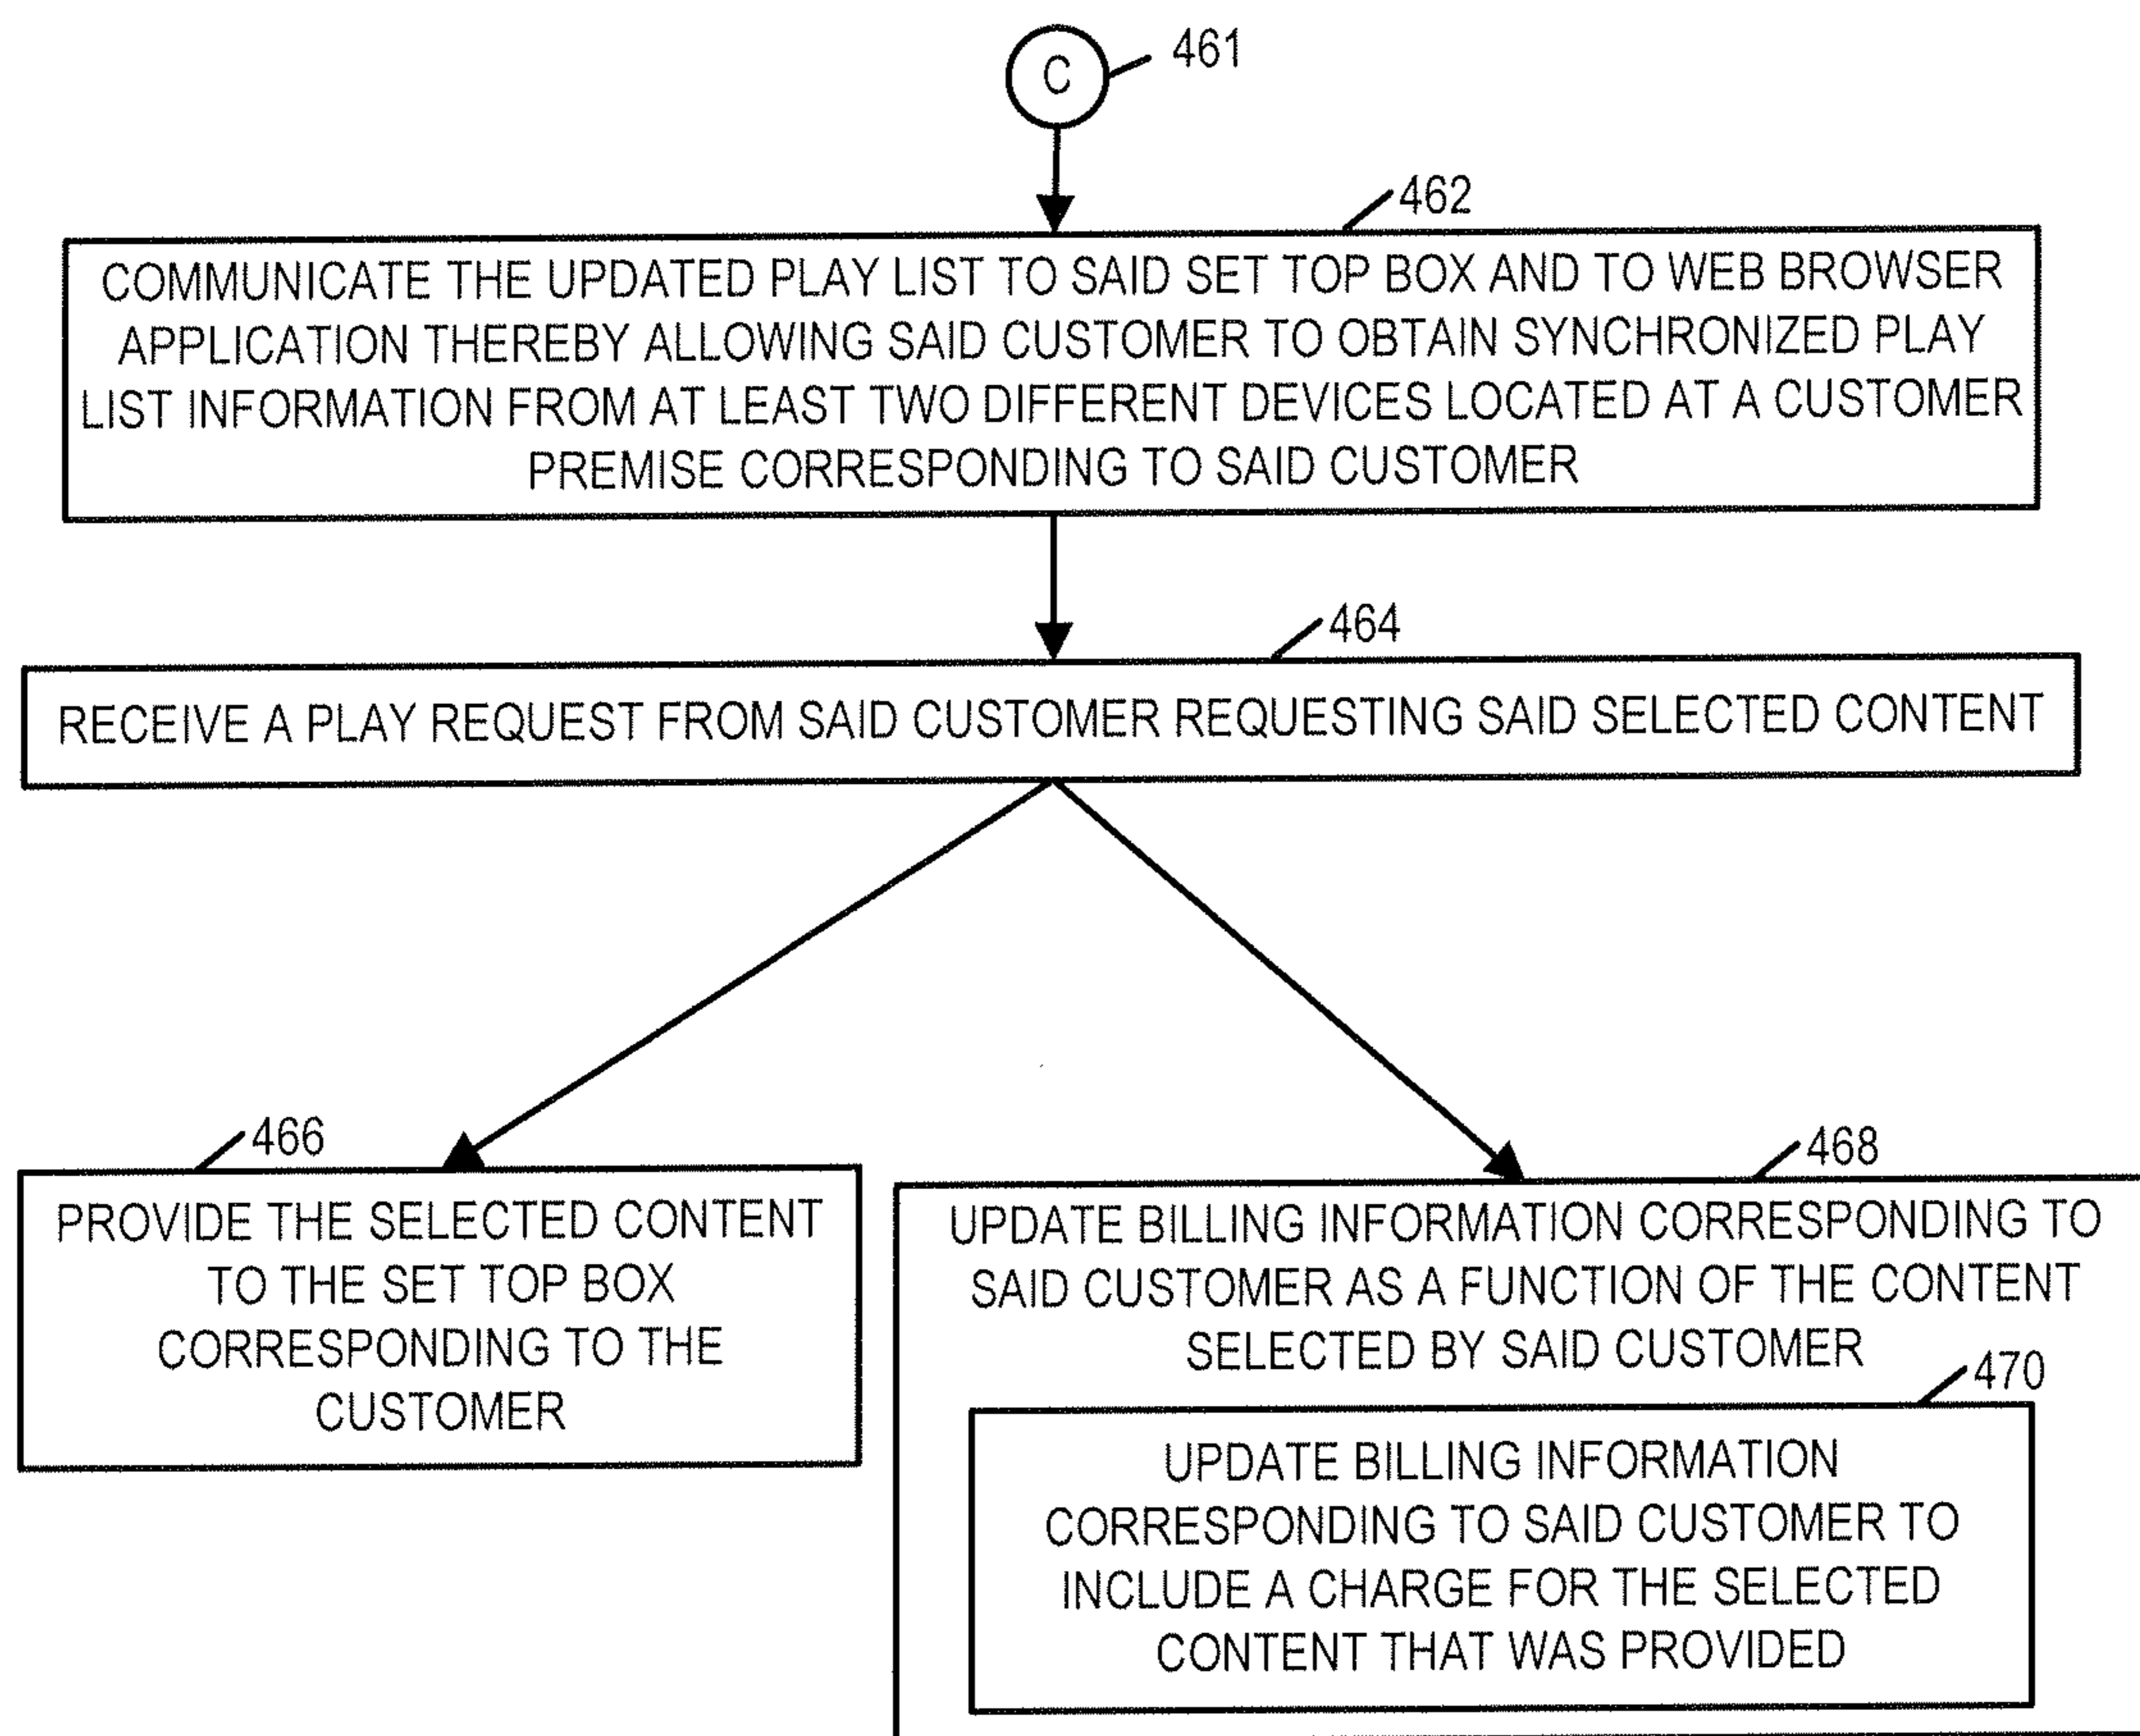 C
461
462
COMMUNICATE THE UPDATED PLAY LIST TO SAID SET TOP BOX AND TO WEB BROWSER
APPLICATION THEREBY ALLOWING SAID CUSTOMER TO OBTAIN SYNCHRONIZED PLAY
LIST INFORMATION FROM AT LEAST TWO DIFFERENT DEVICES LOCATED AT A CUSTOMER
PREMISE CORRESPONDING TO SAID CUSTOMER
464
RECEIVE A PLAY REQUEST FROM SAID CUSTOMER REQUESTING SAID SELECTED CONTENT
466
PROVIDE THE SELECTED CONTENT
TO THE SET TOP BOX
CORRESPONDING TO THE
CUSTOMER
468
UPDATE BILLING INFORMATION CORRESPONDING TO
SAID CUSTOMER AS A FUNCTION OF THE CONTENT
SELECTED BY SAID CUSTOMER
470
UPDATE BILLING INFORMATION
CORRESPONDING TO SAID CUSTOMER TO
INCLUDE A CHARGE FOR THE SELECTED
CONTENT THAT WAS PROVIDED